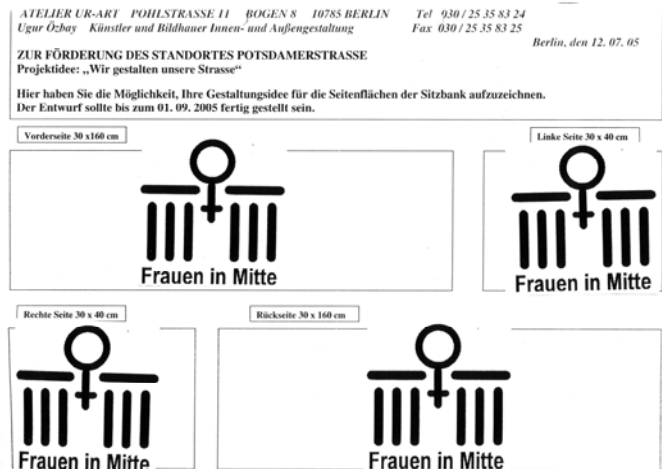 ATELIER UR-ART POHLSTRASSE 11 BOGEN 8 10785 BERLIN Tel 030 / 25 35 83 24
Ugur Özbay Künstler und Bildhauer Innen- und Außengestaltung Fax 030 / 25 35 83 25
Berlin, den 12. 07. 05
ZUR FÖRDERUNG DES STANDORTES POTSDAMERSTRASSE
Projektidee: „Wir gestalten unsere Strasse“
Hier haben Sie die Möglichkeit, Ihre Gestaltungsidee für die Seitenflächen der Sitzbank aufzuzeichnen.
Der Entwurf sollte bis zum 01. 09. 2005 fertig gestellt sein.
Vorderseite 30 x160 cm
Linke Seite 30 x 40 cm
Frauen in Mitte
Frauen in Mitte
Rechte Seite 30 x 40 cm
Rückseite 30 x 160 cm
Frauen in Mitte
Frauen in Mitte